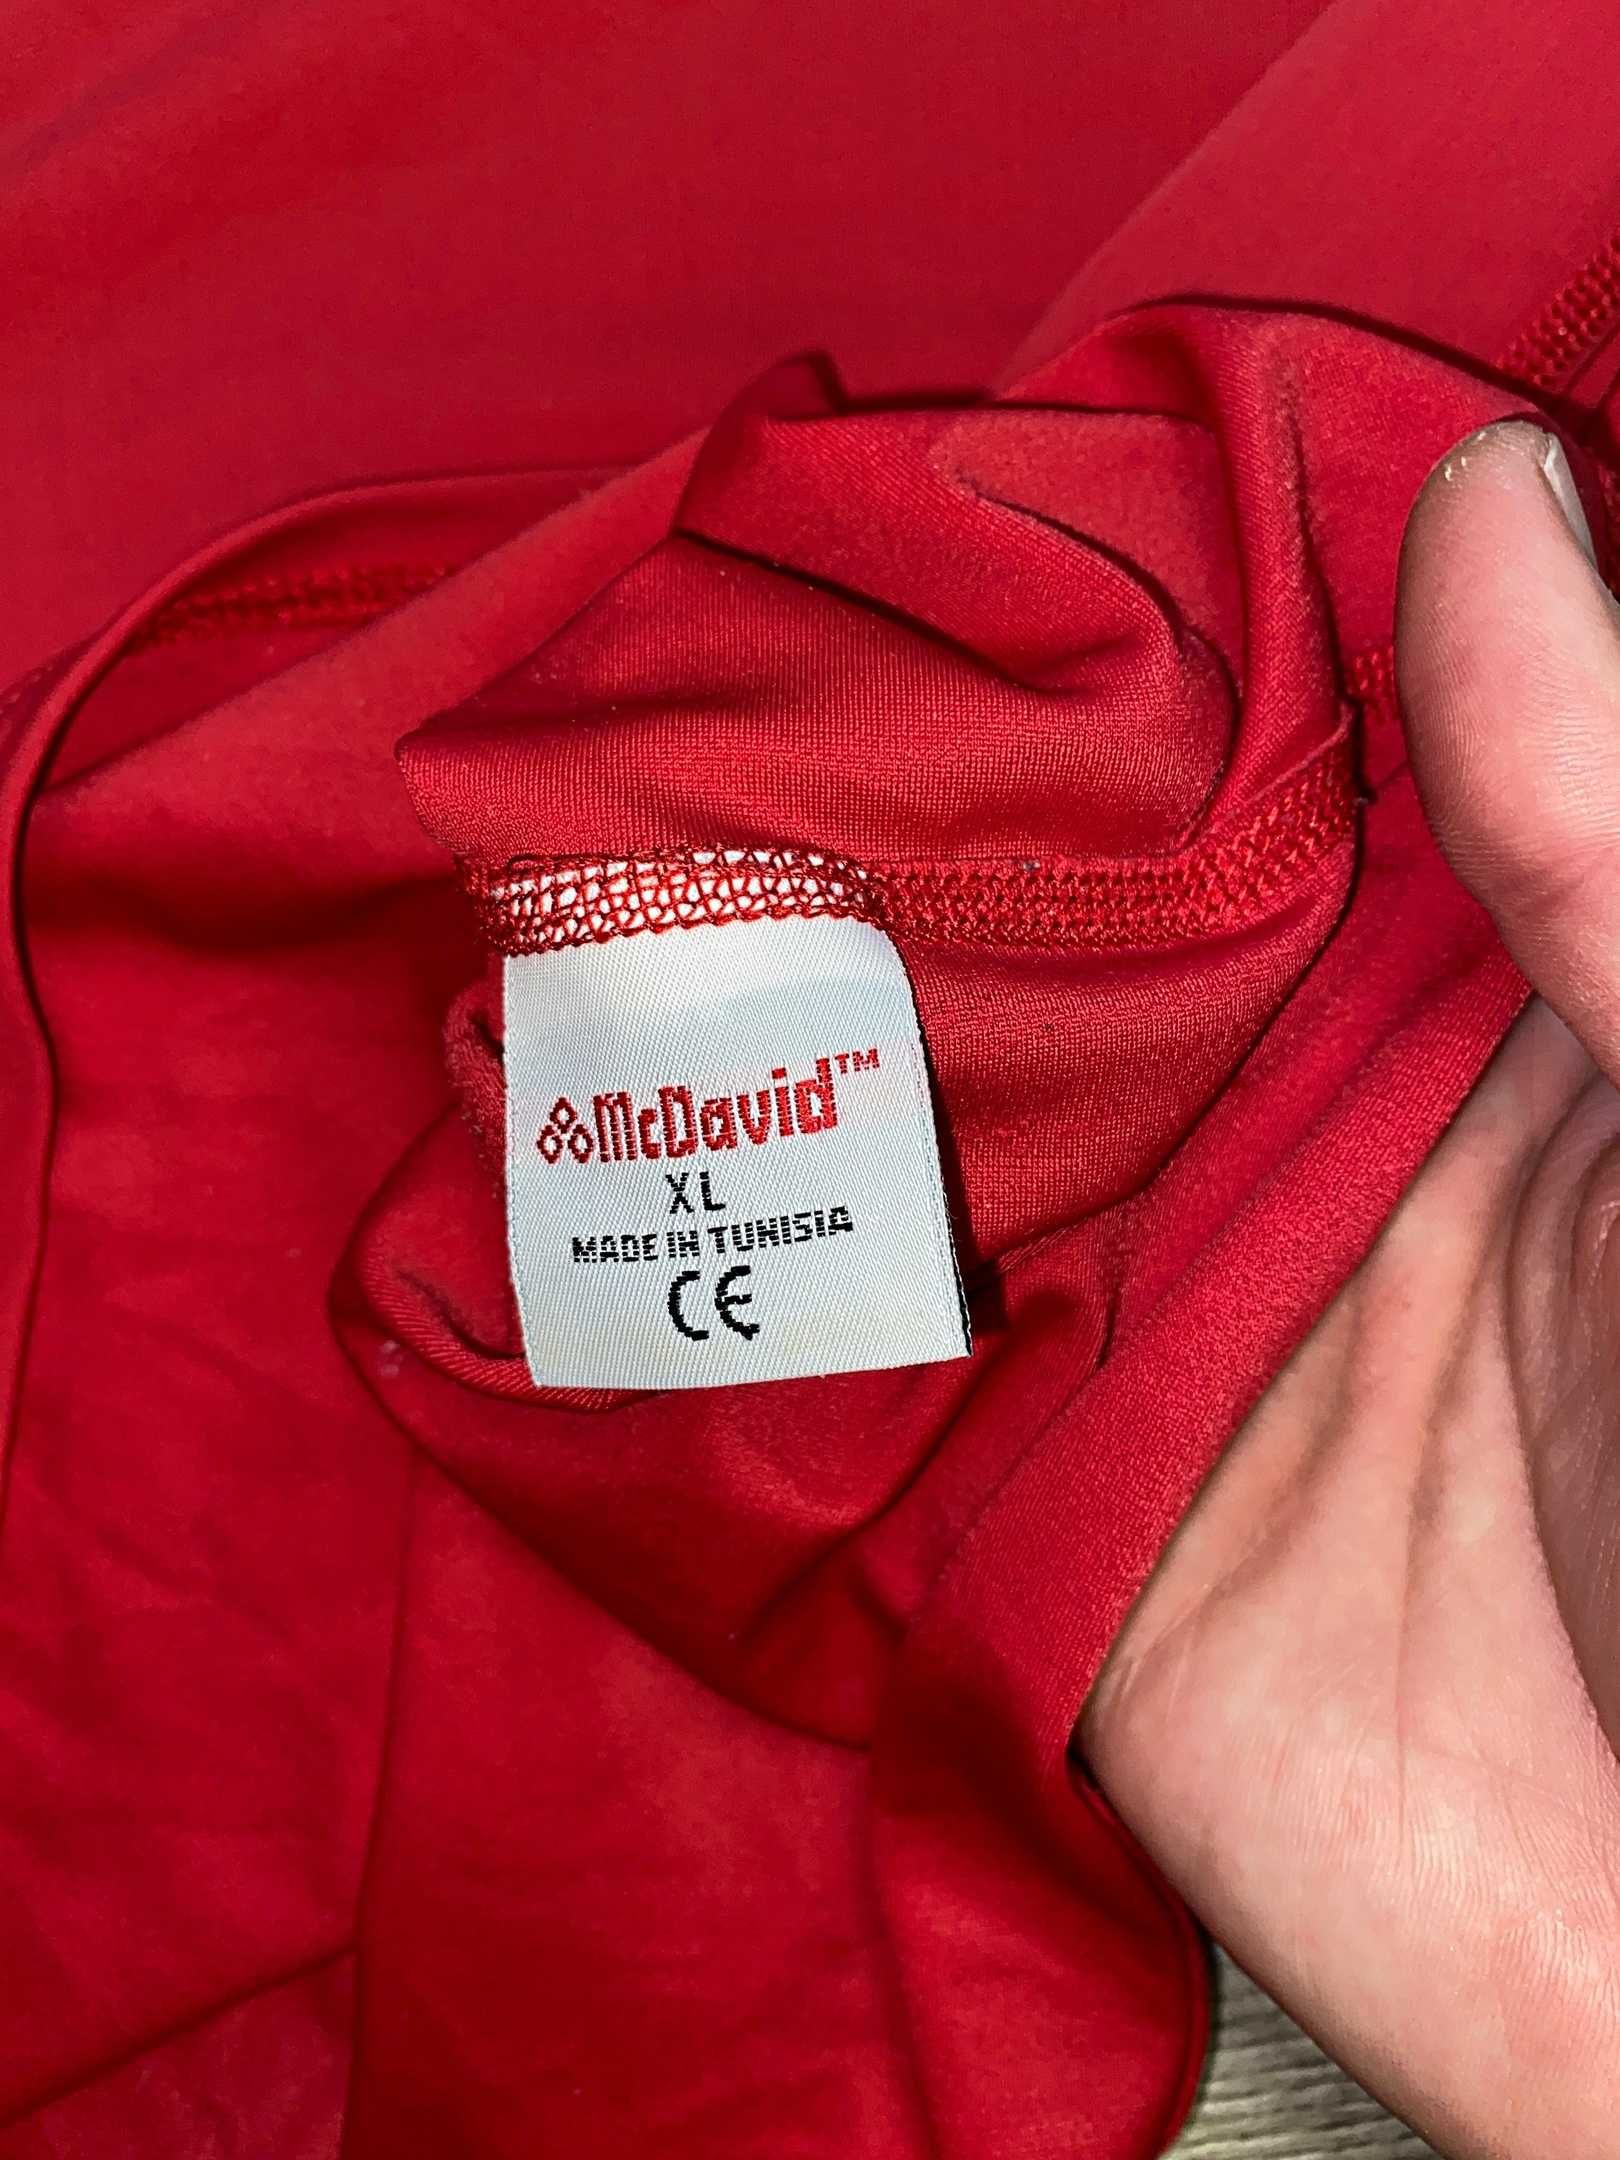 McDavid™
XL
MADE IN TUNISIA
CE